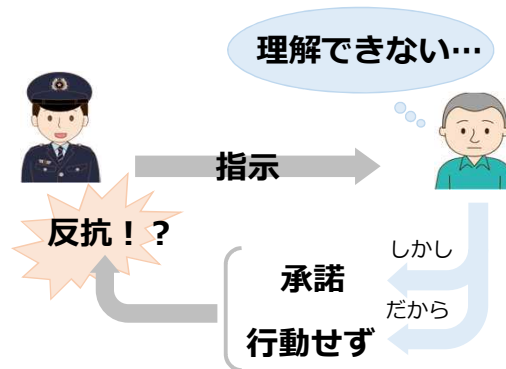 理解できない…
指示
反抗！？
しかし
承諾
だから
行動せず